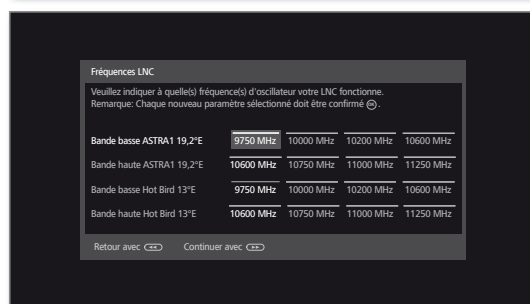 Fréquences LNC
Veuillez indiquer à quelle(s) fréquence(s) d'oscillateur votre LNC fonctionne.
Remarque: Chaque nouveau paramètre sélectionné doit être confirmé OK .
Bande basse ASTRA1 19,2°E 9750 MHz 10000 MHz 10200 MHz 10600 MHz
Bande haute ASTRA1 19,2°E 10600 MHz 10750 MHz 11000 MHz 11250 MHz
Bande basse Hot Bird 13°E 9750 MHz 10000 MHz 10200 MHz 10600 MHz
Bande haute Hot Bird 13°E 10600 MHz 10750 MHz 11000 MHz 11250 MHz
Retour avec Continuer avec